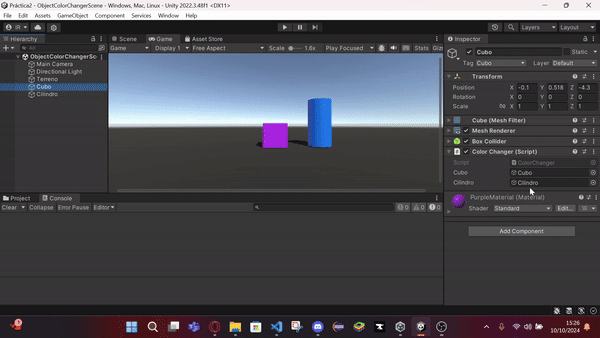 Practica2 - ObjectColorChangerScene - Windows, Mac, Linux - Unity 2022.3.48f1 <DX11>
File Edit Assets GameObject Component Services Window Help
IR
Layers Layout
Hierarchy
All
ObjectColorChangerSc
Main Camera
Directional Light
Terreno
Cubo
Cilindro
Scene Game Asset Store
Game Display 1 Free Aspect Scale 1.6x Play Focused Stats Giz
Project Console
Clear Collapse Error Pause Editor
0 0 0
Inspector
Cubo Static
Tag Cubo Layer Default
Transform
Position X -0.1 Y 0.518 Z -4.3
Rotation X 0 Y 0 Z 0
Scale X 1 Y 1 Z 1
Cube (Mesh Filter)
Mesh Renderer
Box Collider
Color Changer (Script)
Script ColorChanger
Cubo Cubo
Cilindro Cilindro
PurpleMaterial (Material)
Shader Standard Edit...
Add Component
15:26
10/10/2024